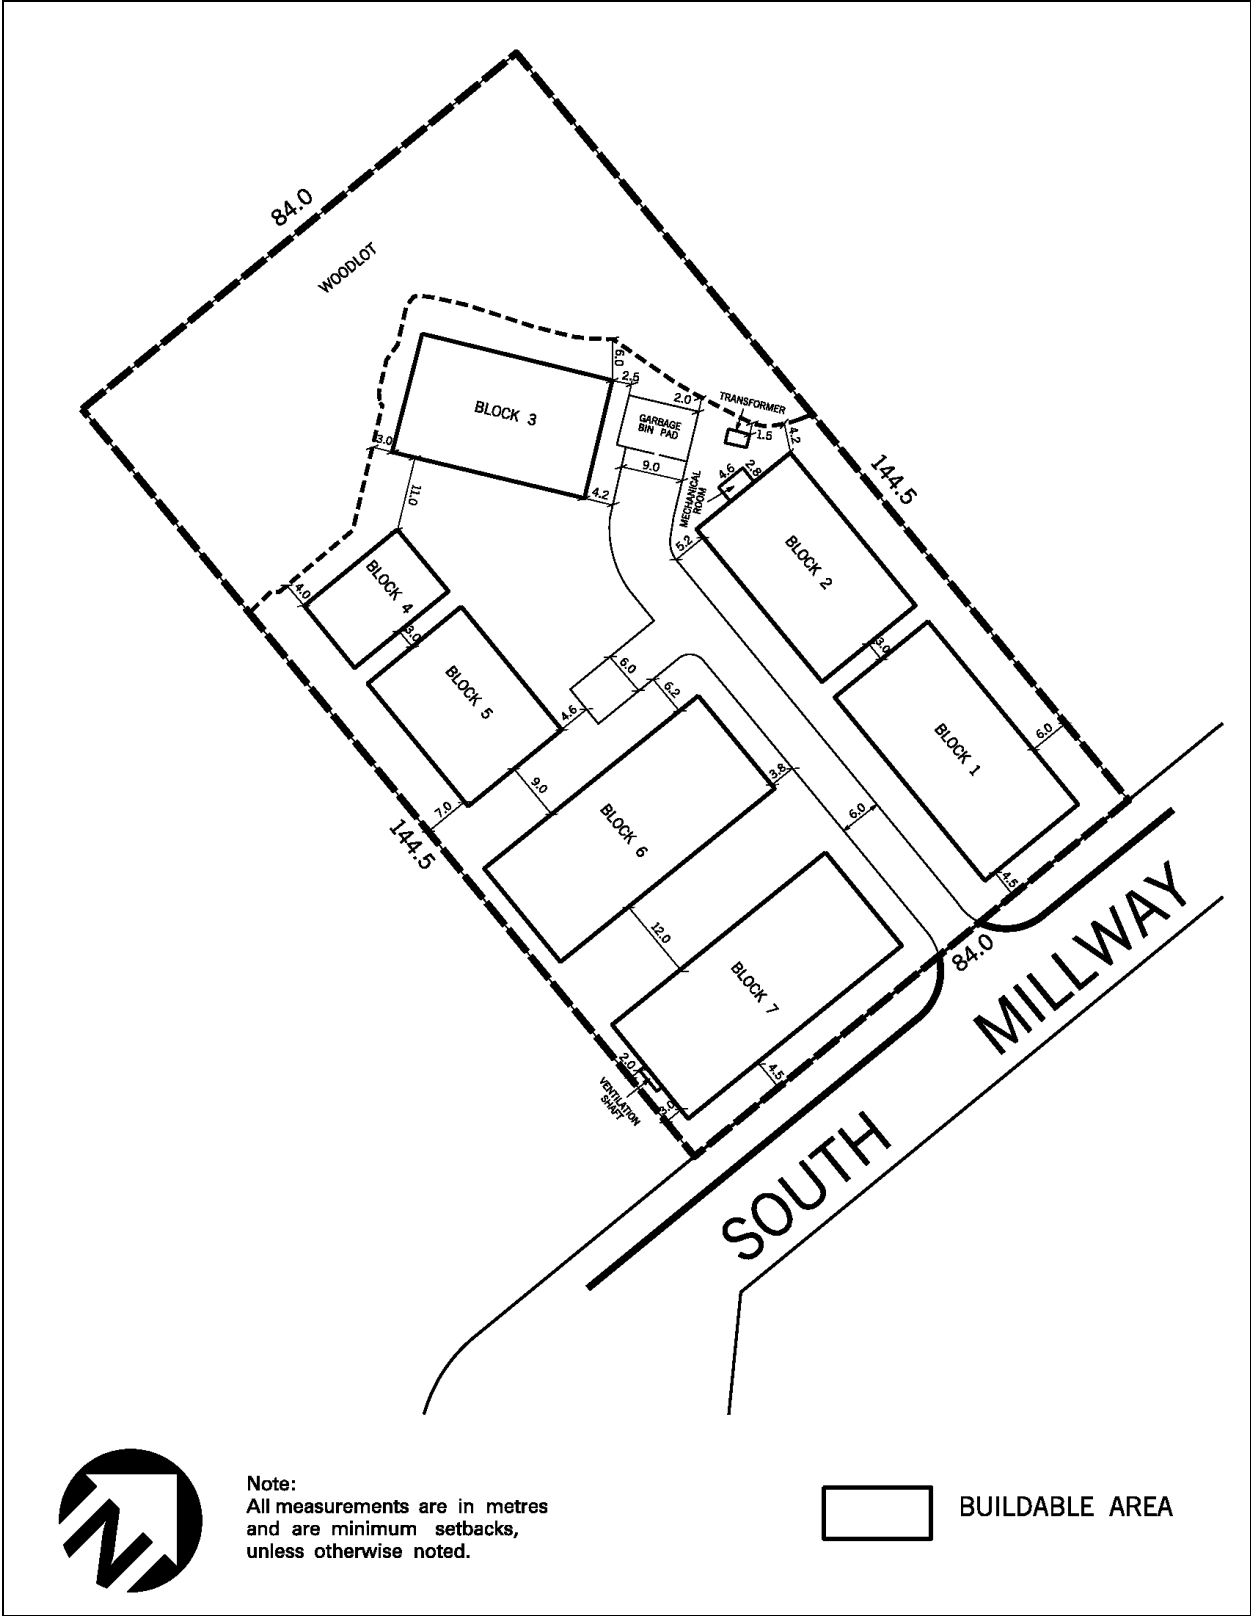 84.0
WOODLOT
6.0
2.5
BLOCK 3
2.0
TRANSFORMER
GARBAGE
BIN PAD
1.5
4.2
3.0
9.0
4.6
2.8
144.5
11.0
4.2
MECHANICAL
ROOM
5.2
BLOCK 2
BLOCK 4
4.0
3.0
3.0
6.0
BLOCK 5
6.2
4.6
6.0
BLOCK 1
3.8
9.0
7.0
6.0
BLOCK 6
144.5
4.5
12.0
84.0
BLOCK 7
MILLWAY
2.0
4.5
VENTILATION
SHAFT
3.9
SOUTH
N
Note:
All measurements are in metres
and are minimum setbacks,
unless otherwise noted.
BUILDABLE AREA